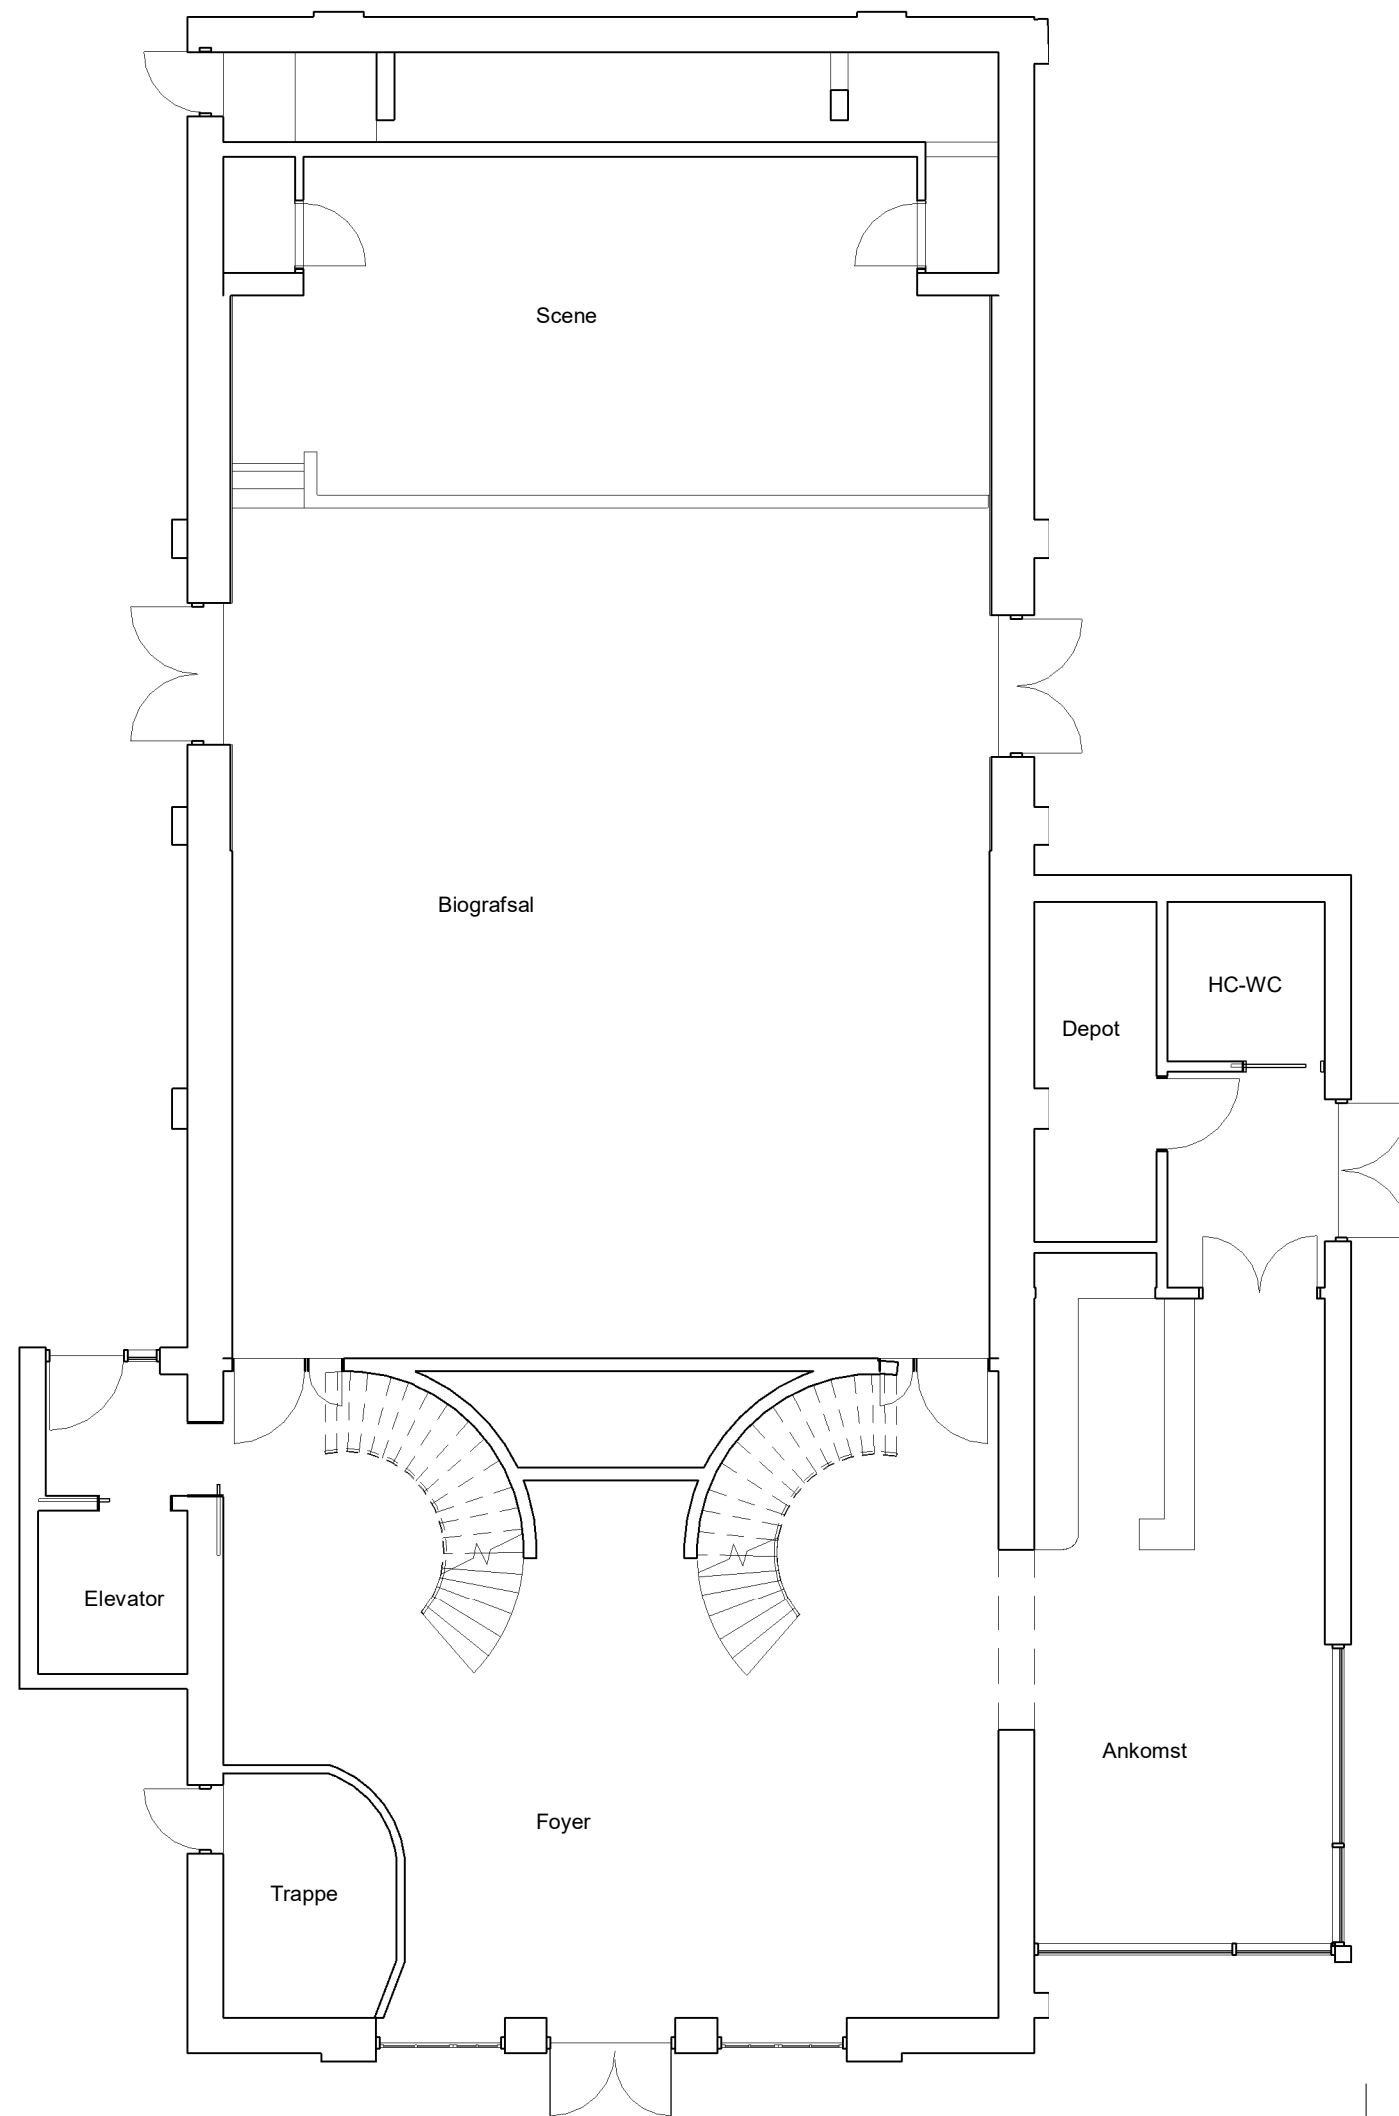 Scene
Biografsal
HC-WC
Depot
Elevator
Ankomst
Foyer
Trappe